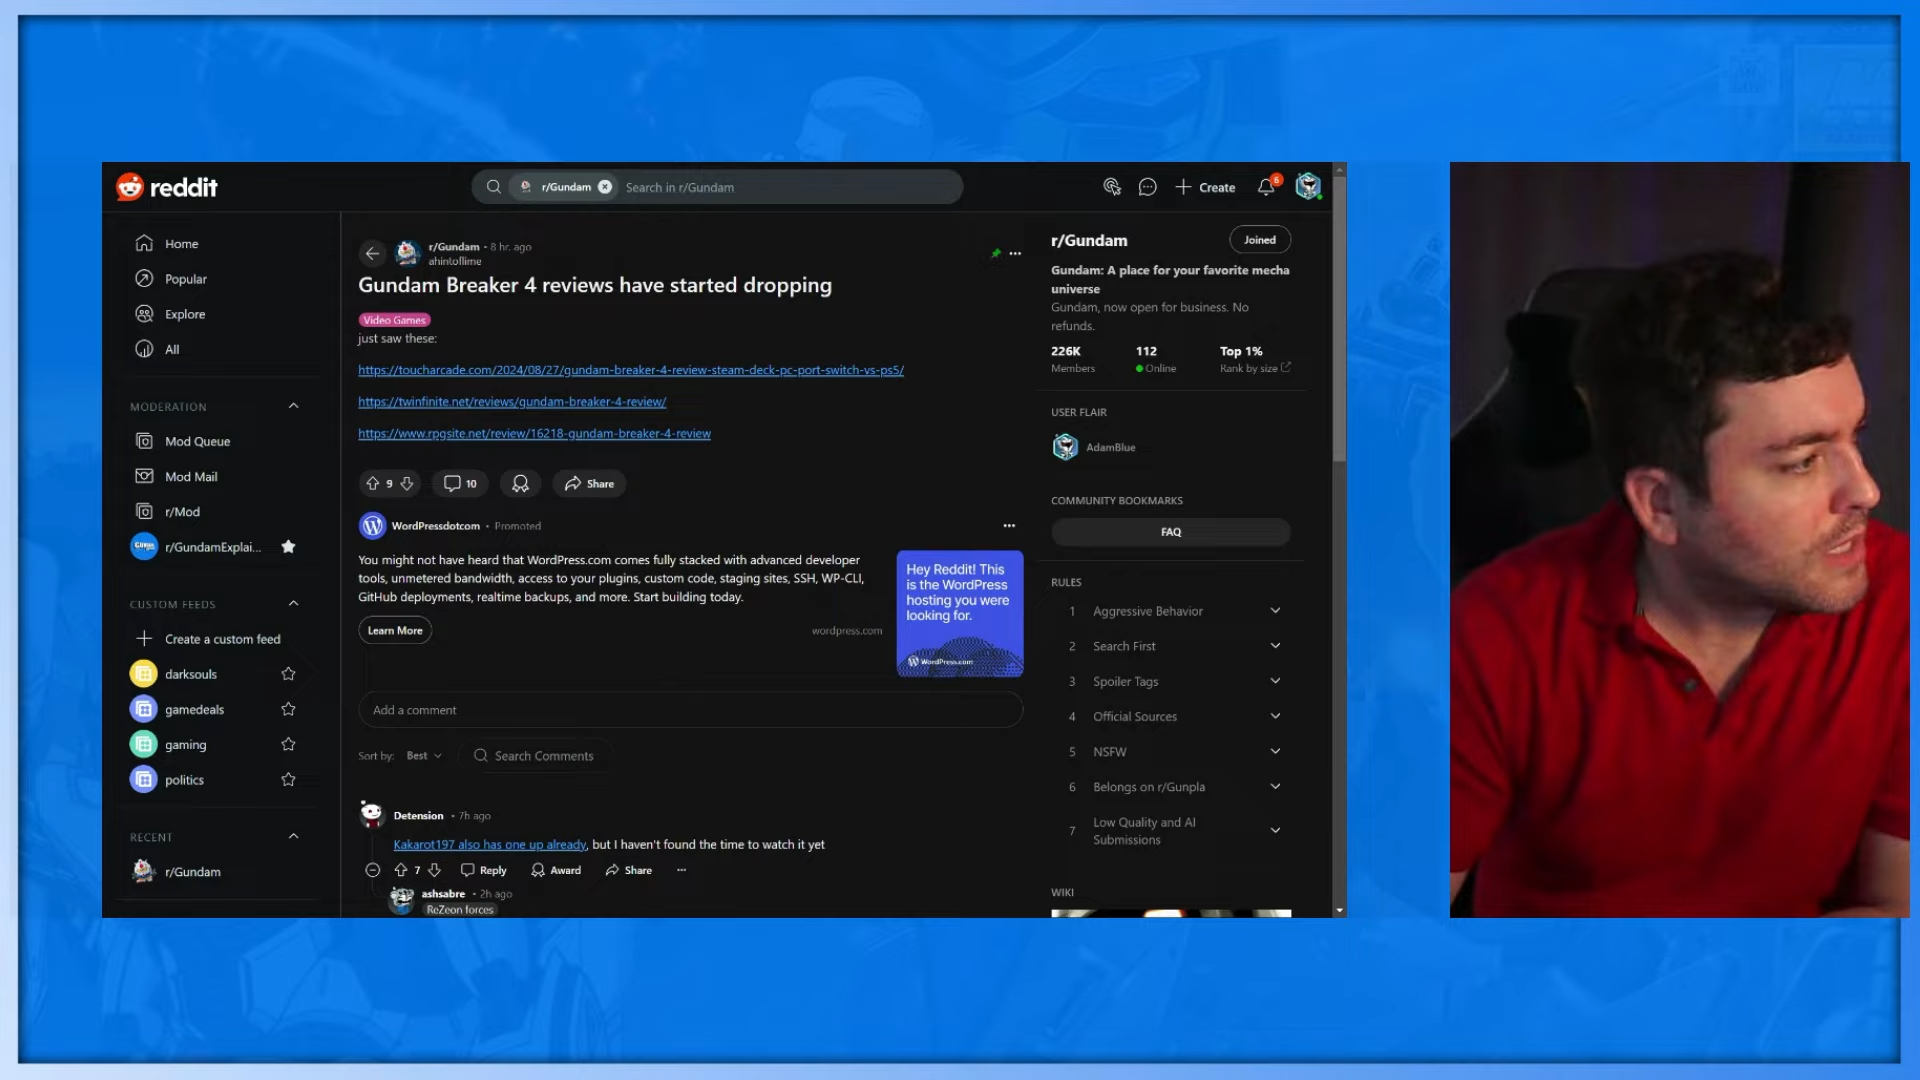 reddit
r/Gundam
Search in r/Gundam
Create
6
Home
Popular
Explore
All
MODERATION
Mod Queue
Mod Mail
r/Mod
r/GundamExplai...
CUSTOM FEEDS
Create a custom feed
darksouls
gamedeals
gaming
politics
RECENT
r/Gundam
r/Gundam • 8 hr. ago
ahintoflime
Gundam Breaker 4 reviews have started dropping
Video Games
just saw these:
https://toucharcade.com/2024/08/27/gundam-breaker-4-review-steam-deck-pc-port-switch-vs-ps5/
https://twinfinite.net/reviews/gundam-breaker-4-review/
https://www.rpgsite.net/review/16218-gundam-breaker-4-review
9
10
Share
WordPressdotcom • Promoted
You might not have heard that WordPress.com comes fully stacked with advanced developer
tools, unmetered bandwidth, access to your plugins, custom code, staging sites, SSH, WP-CLI,
GitHub deployments, realtime backups, and more. Start building today.
Learn More
wordpress.com
Hey Reddit! This
is the WordPress
hosting you were
looking for.
WordPress.com
Add a comment
Sort by: Best
Search Comments
Detension • 7h ago
Kakarot197 also has one up already, but I haven't found the time to watch it yet
7
Reply
Award
Share
ashsabre • 2h ago
ReZeon forces
r/Gundam
Joined
Gundam: A place for your favorite mecha
universe
Gundam, now open for business. No
refunds.
226K
Members
112
Online
Top 1%
Rank by size
USER FLAIR
AdamBlue
COMMUNITY BOOKMARKS
FAQ
RULES
1 Aggressive Behavior
2 Search First
3 Spoiler Tags
4 Official Sources
5 NSFW
6 Belongs on r/Gunpla
7 Low Quality and AI
Submissions
WIKI